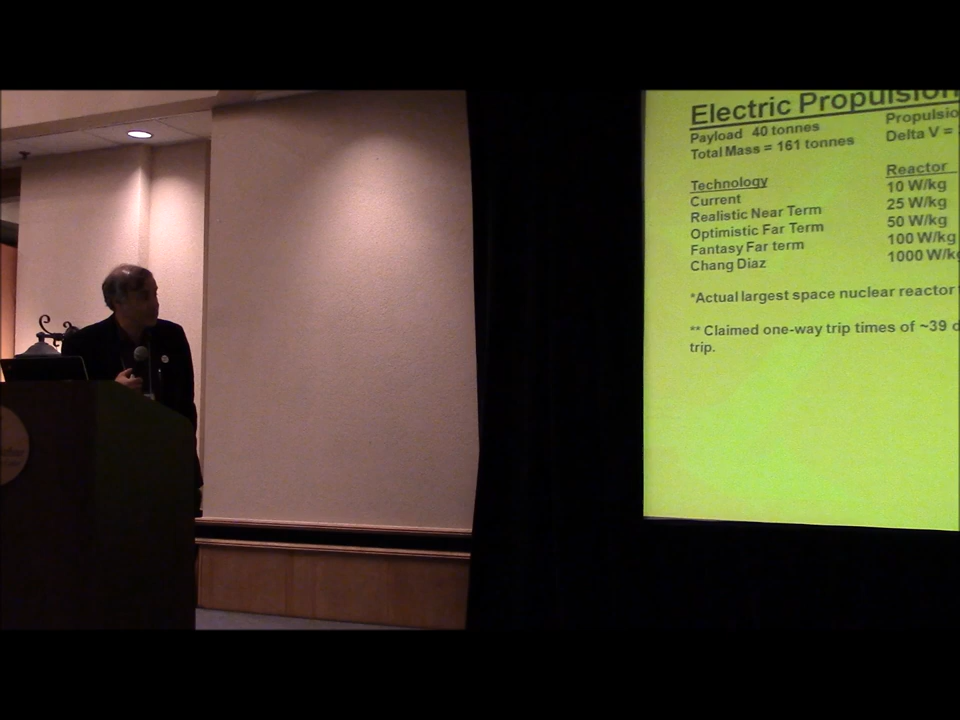 Electric Propulsion
Payload 40 tonnes
Total Mass = 161 tonnes
Propulsio
Delta V =
Technology
Current
Realistic Near Term
Optimistic Far Term
Fantasy Far term
Chang Diaz
Reactor
10 W/kg
25 W/kg
50 W/kg
100 W/kg
1000 W/kg
*Actual largest space nuclear reactor
** Claimed one-way trip times of ~39 d
trip.